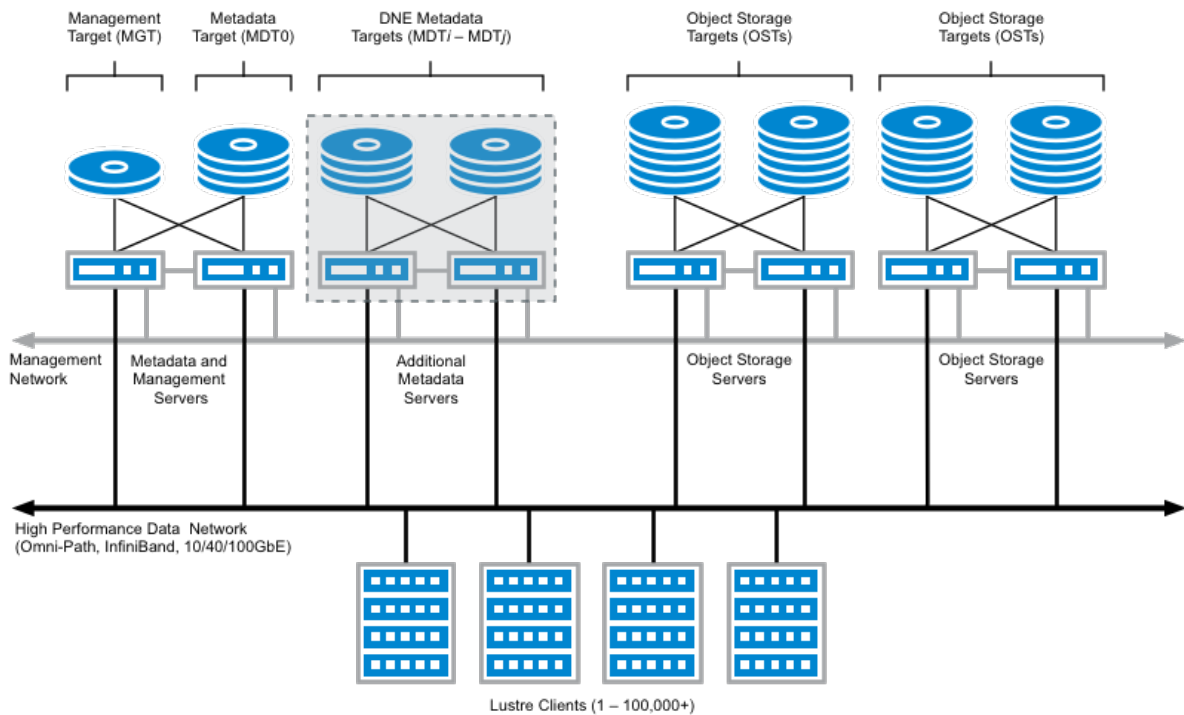 Management
Target (MGT)
Metadata
Target (MDT0)
DNE Metadata
Targets (MDTi – MDTj)
Object Storage
Targets (OSTs)
Object Storage
Targets (OSTs)
Management
Network
Metadata and
Management
Servers
Additional
Metadata
Servers
Object Storage
Servers
Object Storage
Servers
High Performance Data Network
(Omni-Path, InfiniBand, 10/40/100GbE)
Lustre Clients (1 – 100,000+)